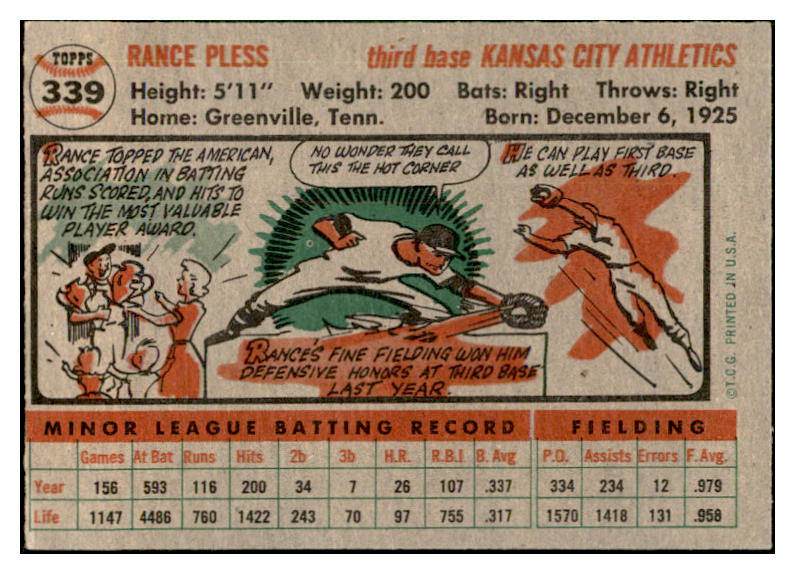 TOPPS
339
RANCE PLESS
third base KANSAS CITY ATHLETICS
Height: 5'11" Weight: 200 Bats: Right Throws: Right
Home: Greenville, Tenn. Born: December 6, 1925
RANCE TOPPED THE AMERICAN,
ASSOCIATION IN BATTING
RUNS SCORED, AND HITS TO
WIN THE MOST VALUABLE
PLAYER AWARD.
NO WONDER THEY CALL
THIS THE HOT CORNER
HE CAN PLAY FIRST BASE
AS WELL AS THIRD.
RANCE'S FINE FIELDING WON HIM
DEFENSIVE HONORS AT THIRD BASE
LAST YEAR.
©T.C.G. PRINTED IN U.S.A.
MINOR LEAGUE BATTING RECORD FIELDING
Games At Bat Runs Hits 2b 3b H.R. R.B.I B. Avg P.O. Assists Errors F. Avg.
Year 156 593 116 200 34 7 26 107 .337 334 234 12 .979
Life 1147 4486 760 1422 243 70 97 755 .317 1570 1418 131 .958